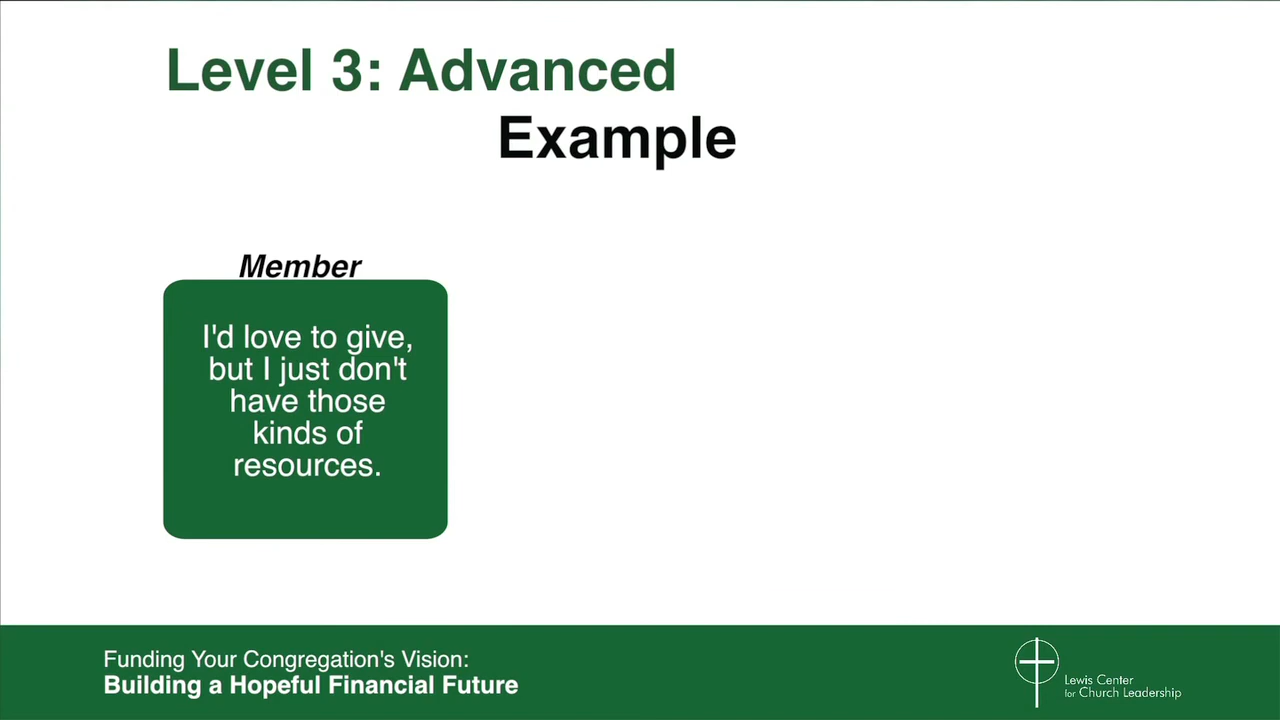 Level 3: Advanced
Example
Member
I'd love to give,
but I just don't
have those
kinds of
resources.
Funding Your Congregation's Vision:
Building a Hopeful Financial Future
Lewis Center
for Church Leadership